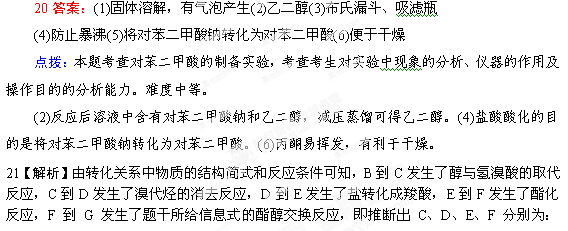 20 答案：(1)固体溶解，有气泡产生(2)乙二醇(3)布氏漏斗、吸滤瓶
(4)防止暴沸(5)将对苯二甲酸钠转化为对苯二甲酸(6)便于干燥
点拨：本题考查对苯二甲酸的制备实验，考查考生对实验中现象的分析、仪器的作用及
操作目的的分析能力。难度中等。
(2)反应后溶液中含有对苯二甲酸钠和乙二醇，减压蒸馏可得乙二醇。(4)盐酸酸化的目
的是将对苯二甲酸钠转化为对苯二甲酸。(6)丙酮易挥发，有利于干燥。
21【解析】由转化关系中物质的结构简式和反应条件可知，B 到 C 发生了醇与氢溴酸的取代
反应，C 到 D 发生了溴代烃的消去反应，D 到 E 发生了盐转化成羧酸，E 到 F 发生了酯化
反应，F 到 G 发生了题干所给信息式的酯醇交换反应，即推断出 C、D、E、F 分别为：